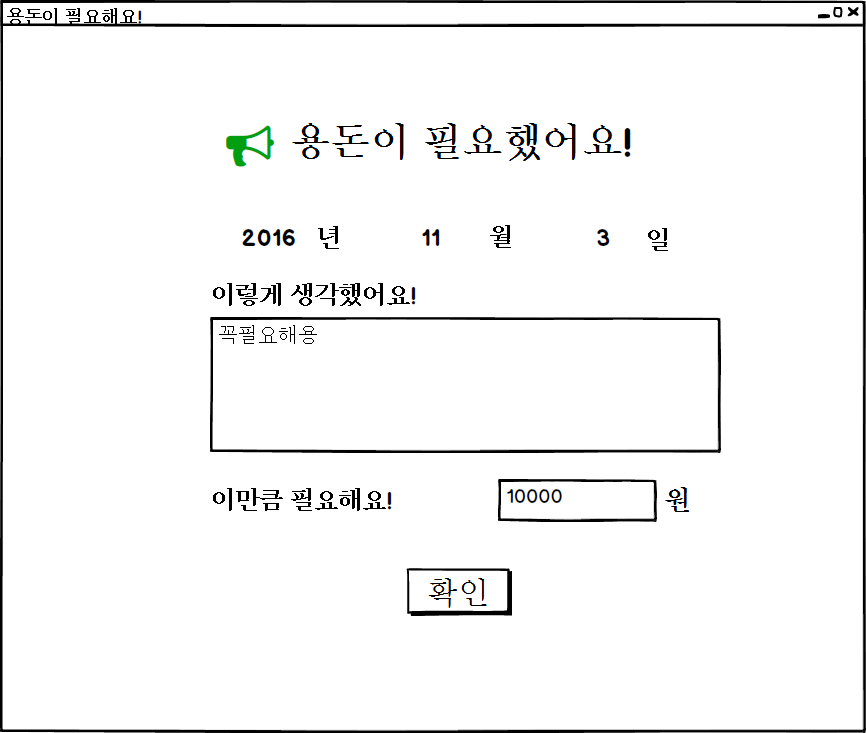 용돈이 필요해요!
용돈이 필요했어요!
2016 년 11 월 3 일
이렇게 생각했어요!
꼭필요해용
이만큼 필요해요! 10000 원
확인